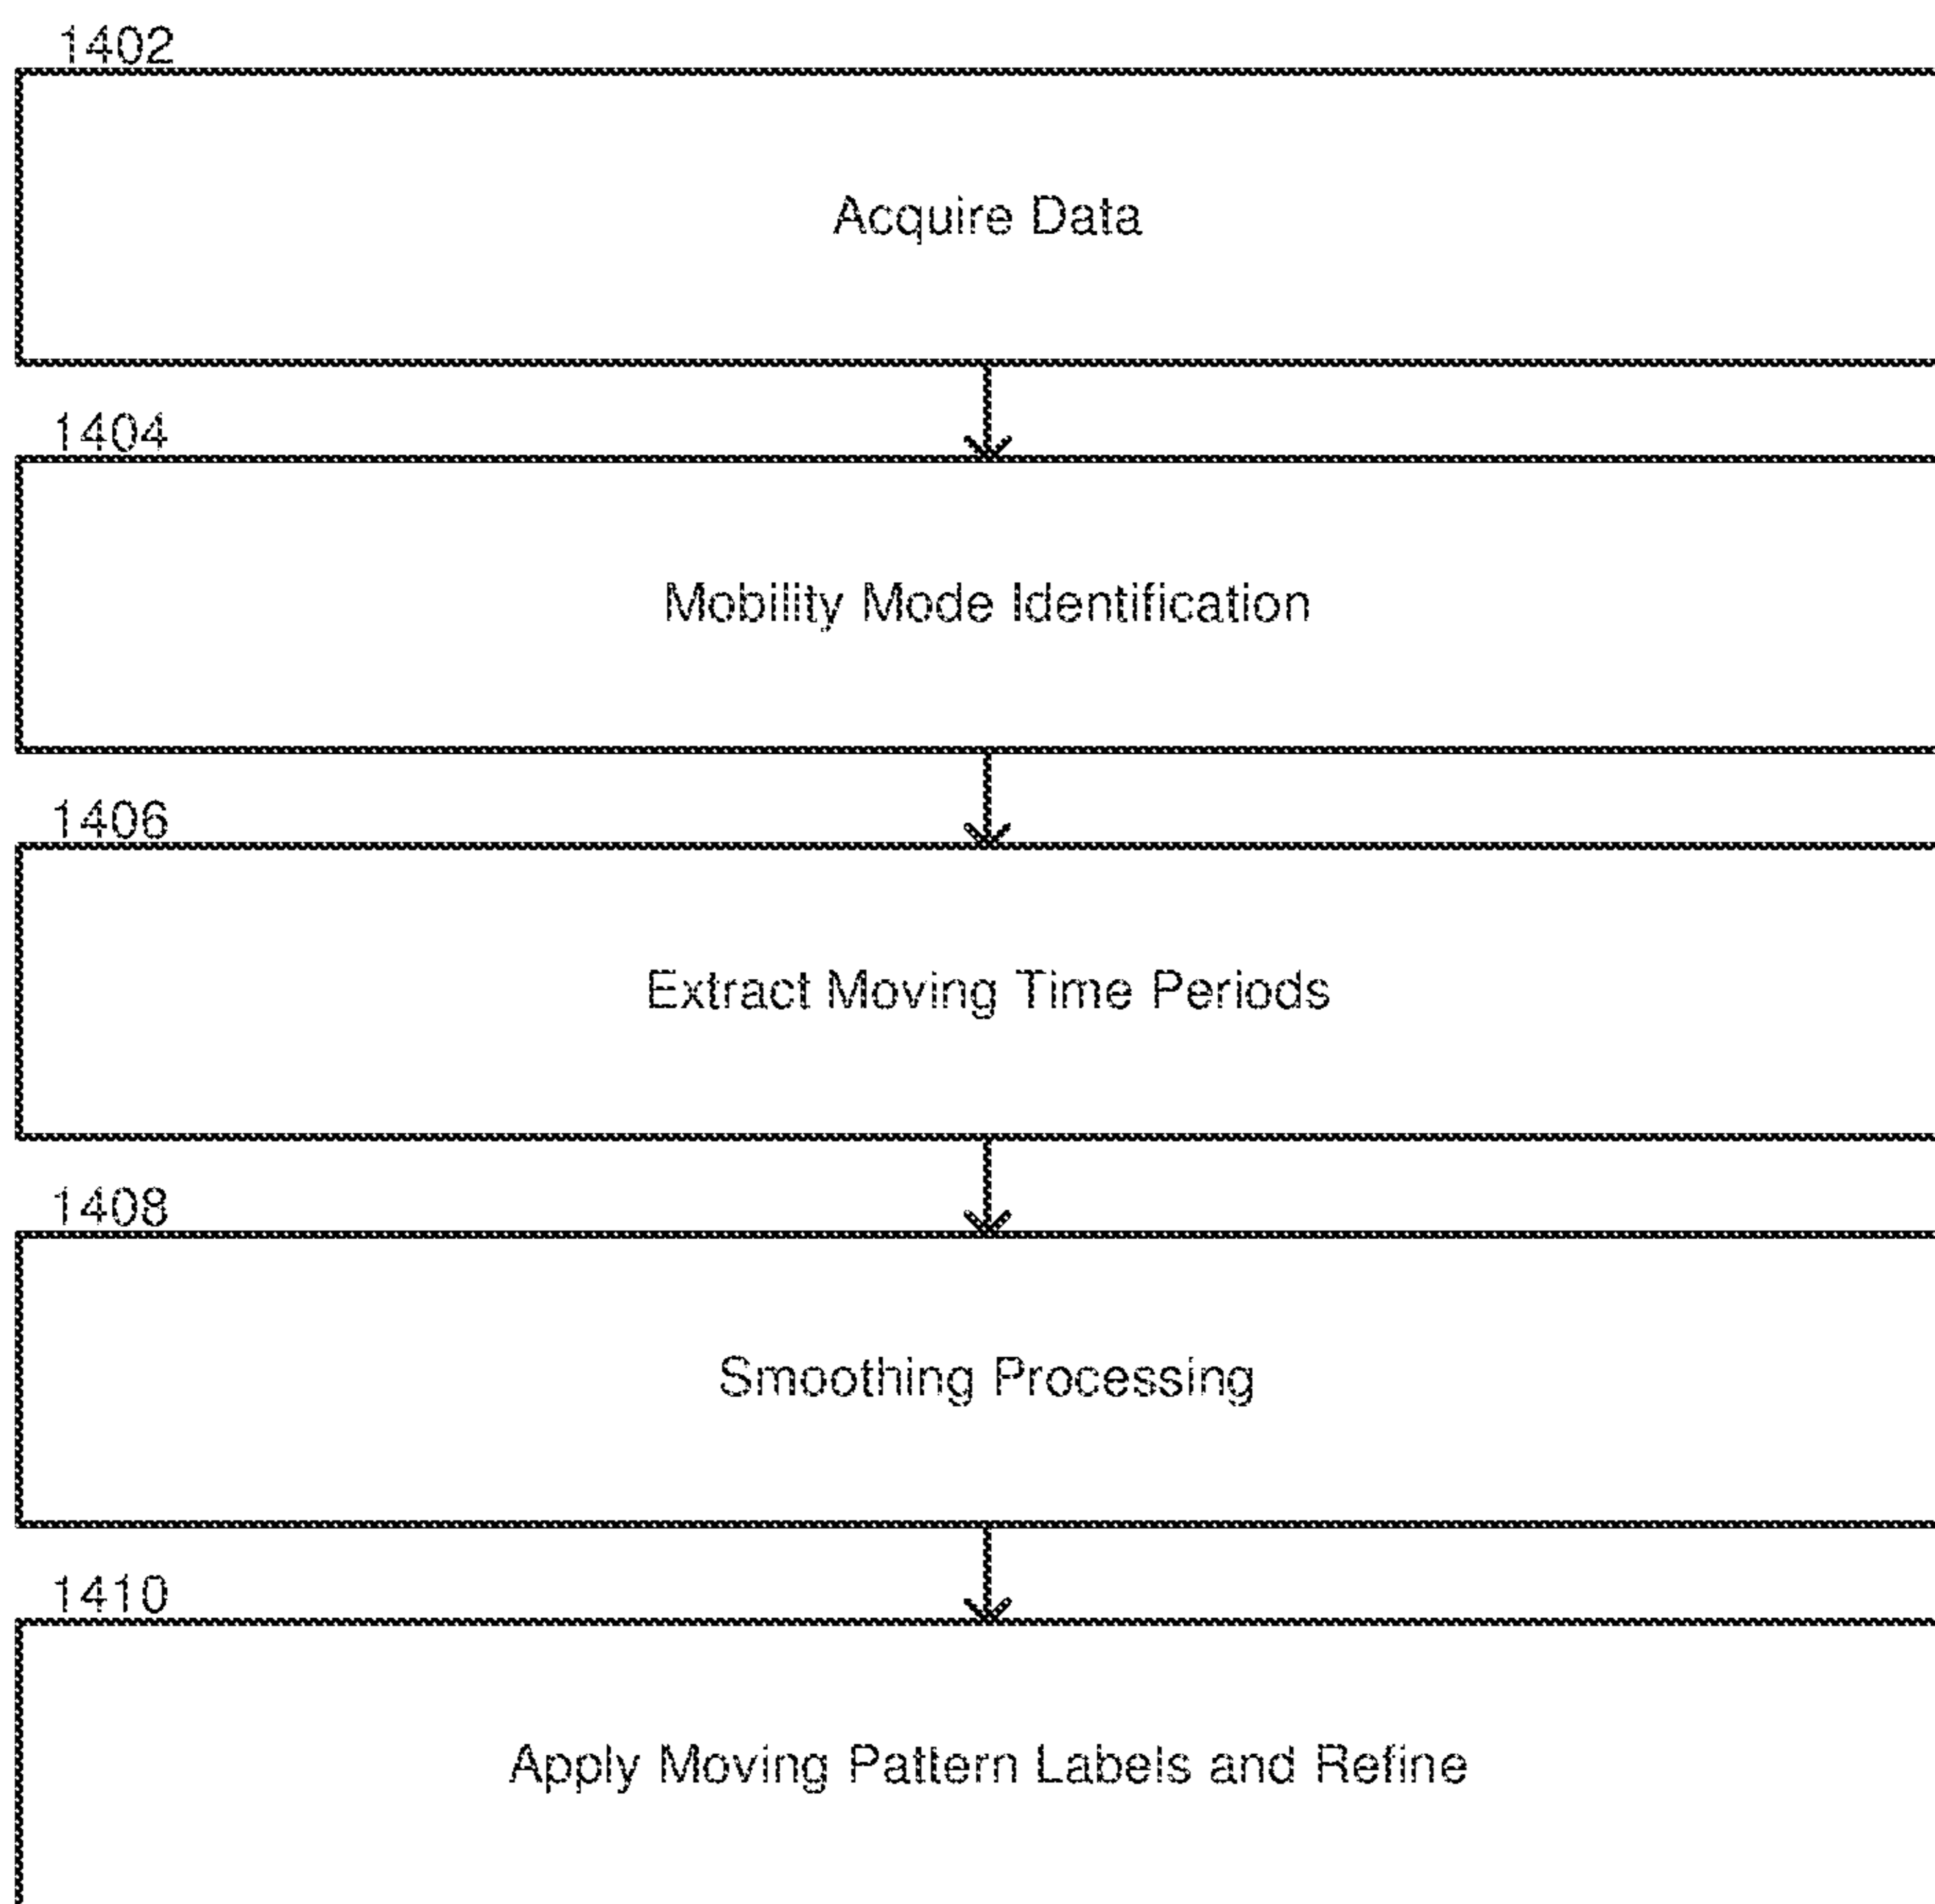 1402
Acquire Data
1404
Mobility Mode Identification
1406
Extract Moving Time Periods
1408
Smoothing Processing
1410
Apply Moving Pattern Labels and Refine